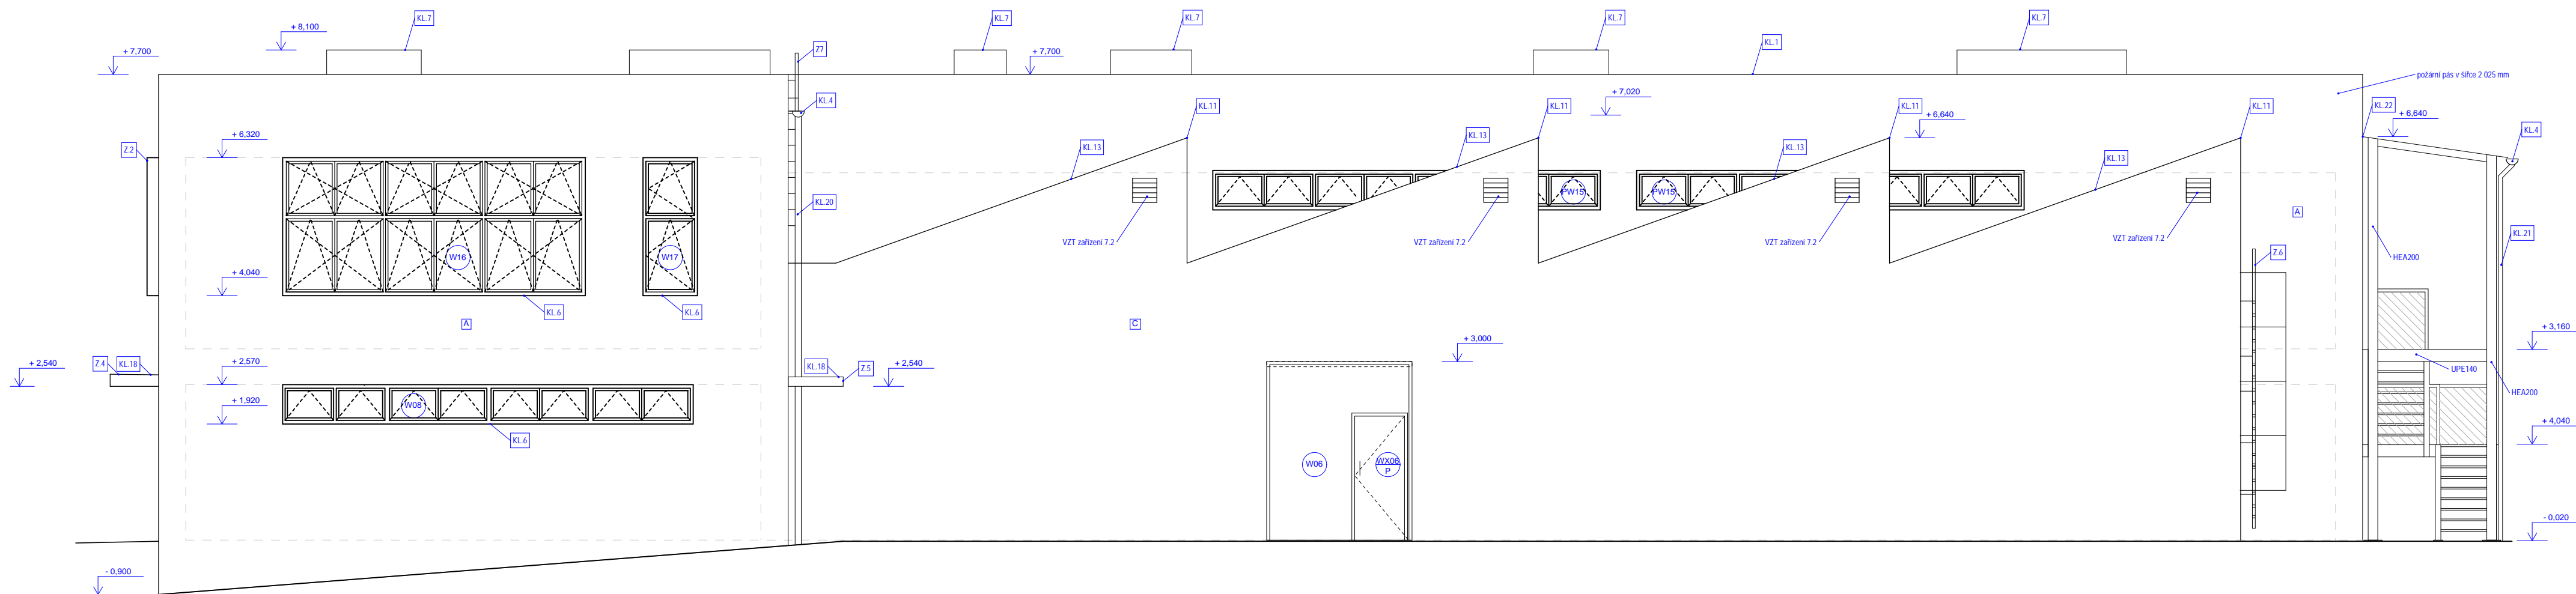 KL.7
KL.7
KL.7
KL.7
KL.7
+ 8,100
+ 7,700
Z7
+ 7,700
KL.1
požární pás v šířce 2 025 mm
KL.4
KL.11
KL.11
+ 7,020
KL.11
+ 6,640
KL.11
KL.22
+ 6,640
KL.4
Z.2
+ 6,320
KL.13
KL.13
KL.13
KL.13
PW15
PW15
KL.20
A
KL.21
VZT zařízení 7.2
VZT zařízení 7.2
VZT zařízení 7.2
VZT zařízení 7.2
W16
W17
Z.6
HEA200
+ 4,040
KL.6
KL.6
A
C
+ 3,160
+ 3,000
+ 2,540
Z.4
KL.18
+ 2,570
KL.18
Z.5
+ 2,540
UPE140
HEA200
+ 1,920
W08
KL.6
+ 4,040
W06
WX06
P
- 0,020
- 0,900